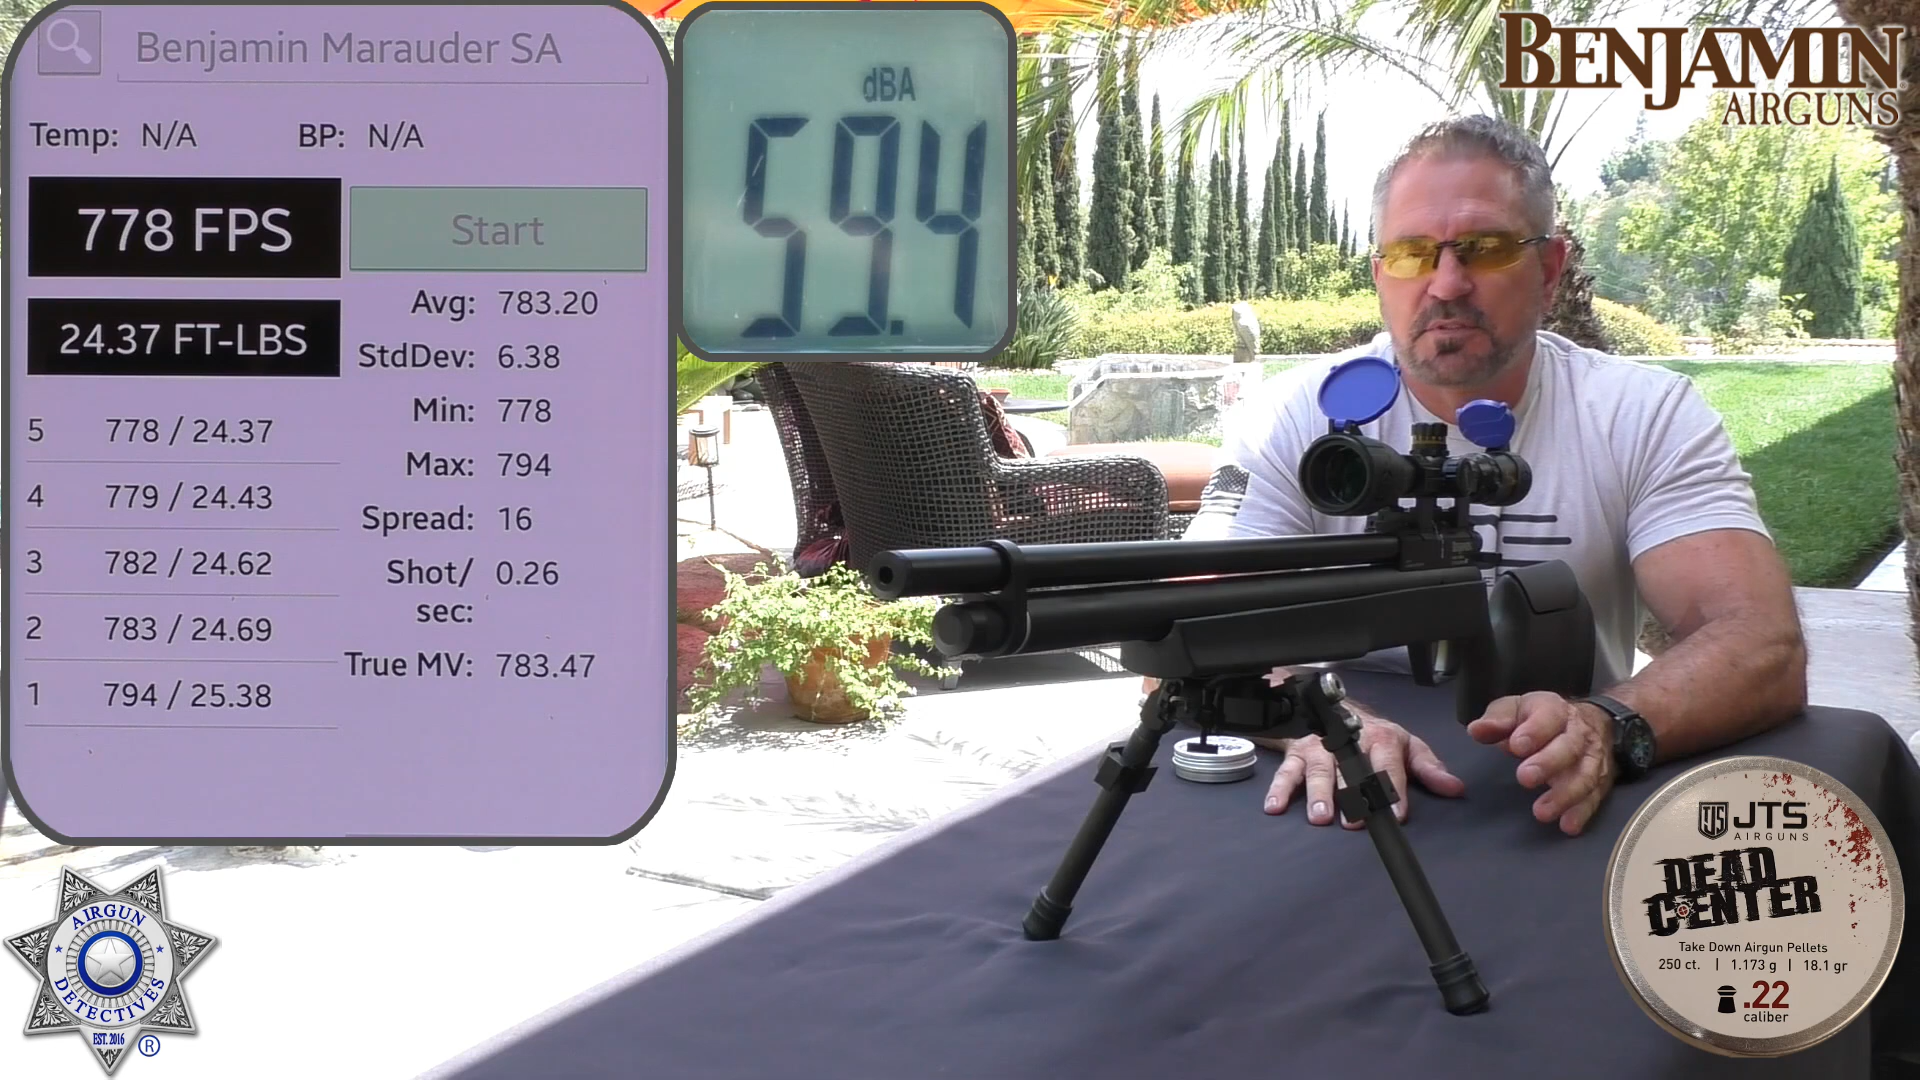 Benjamin Marauder SA
Temp: N/A BP: N/A
778 FPS
Start
24.37 FT-LBS
Avg: 783.20
StdDev: 6.38
Min: 778
Max: 794
Spread: 16
Shot/ sec: 0.26
True MV: 783.47
5 778 / 24.37
4 779 / 24.43
3 782 / 24.62
2 783 / 24.69
1 794 / 25.38
dBA
59.4
BENJAMIN
AIRGUNS
AIRGUN
DETECTIVES
EST. 2016
®
JTS
AIRGUNS
DEAD
CENTER
Take Down Airgun Pellets
250 ct. | 1.173 g | 18.1 gr
.22
caliber